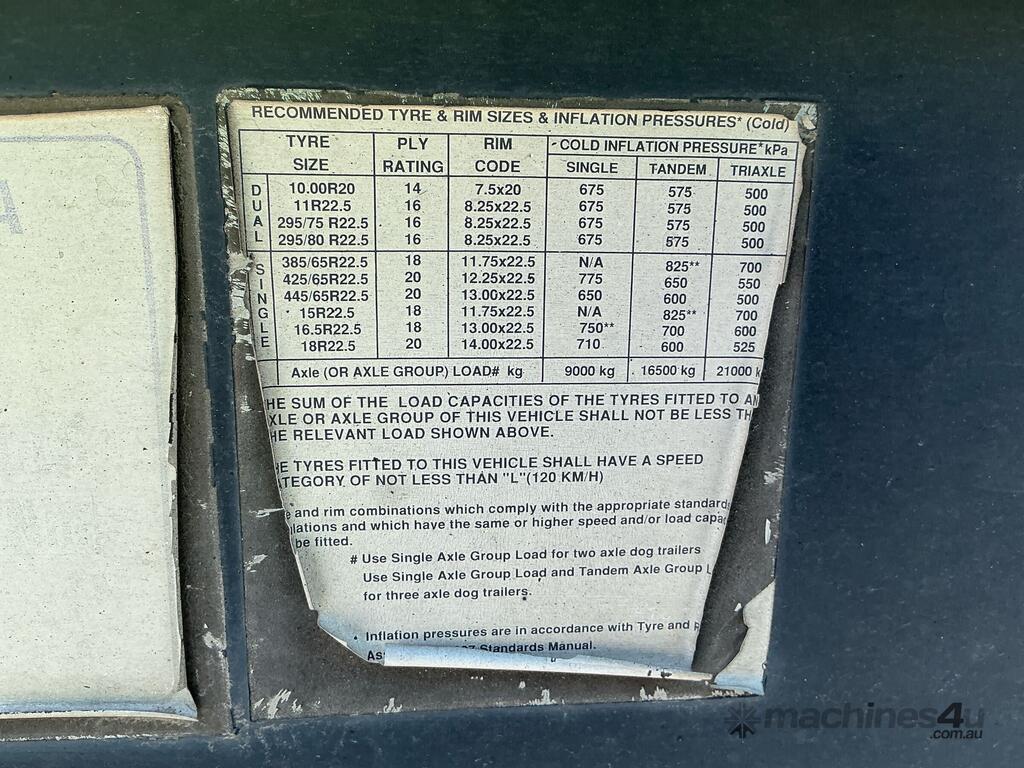 RECOMMENDED TYRE & RIM SIZES & INFLATION PRESSURES* (Cold)
TYRE SIZE PLY RATING RIM CODE COLD INFLATION PRESSURE* kPa
SINGLE TANDEM TRIAXLE
DUAL
10.00R20 14 7.5x20 675 575 500
11R22.5 16 8.25x22.5 675 575 500
295/75 R22.5 16 8.25x22.5 675 575 500
295/80 R22.5 16 8.25x22.5 675 575 500
SINGLE
385/65R22.5 18 11.75x22.5 N/A 825** 700
425/65R22.5 20 12.25x22.5 775 650 550
445/65R22.5 20 13.00x22.5 650 600 500
15R22.5 18 11.75x22.5 N/A 825** 700
16.5R22.5 18 13.00x22.5 750** 700 600
18R22.5 20 14.00x22.5 710 600 525
Axle (OR AXLE GROUP) LOAD# kg 9000 kg 16500 kg 21000 k
HE SUM OF THE LOAD CAPACITIES OF THE TYRES FITTED TO AN
XLE OR AXLE GROUP OF THIS VEHICLE SHALL NOT BE LESS TH
HE RELEVANT LOAD SHOWN ABOVE.
E TYRES FITTED TO THIS VEHICLE SHALL HAVE A SPEED
ATEGORY OF NOT LESS THAN "L"(120 KM/H)
e and rim combinations which comply with the appropriate standard
lations and which have the same or higher speed and/or load capac
be fitted.
# Use Single Axle Group Load for two axle dog trailers
Use Single Axle Group Load and Tandem Axle Group L
for three axle dog trailers.
* Inflation pressures are in accordance with Tyre and R
Ass Standards Manual.
machines4u
.com.au